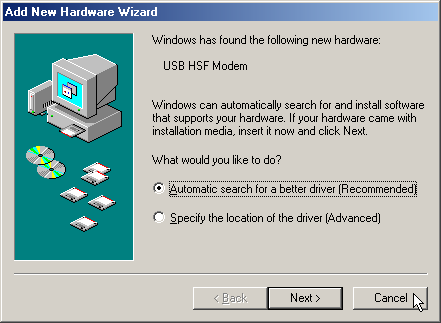 Add New Hardware Wizard
Windows has found the following new hardware:
USB HSF Modem
Windows can automatically search for and install software
that supports your hardware. If your hardware came with
installation media, insert it now and click Next.
What would you like to do?
Automatic search for a better driver (Recommended)
Specify the location of the driver (Advanced)
< Back
Next >
Cancel